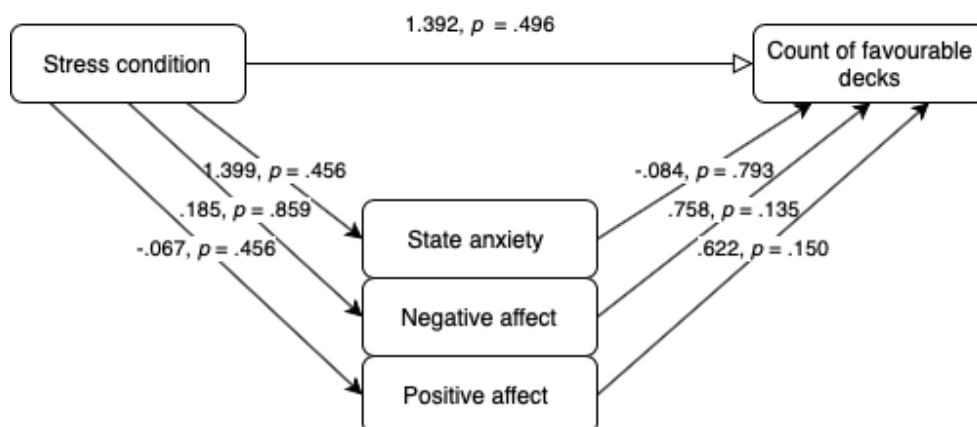 1.392, p = .496
Stress condition
Count of favourable
decks
1.399, p = .456
-.084, p = .793
.185, p = .859
.758, p = .135
-.067, p = .456
.622, p = .150
State anxiety
Negative affect
Positive affect